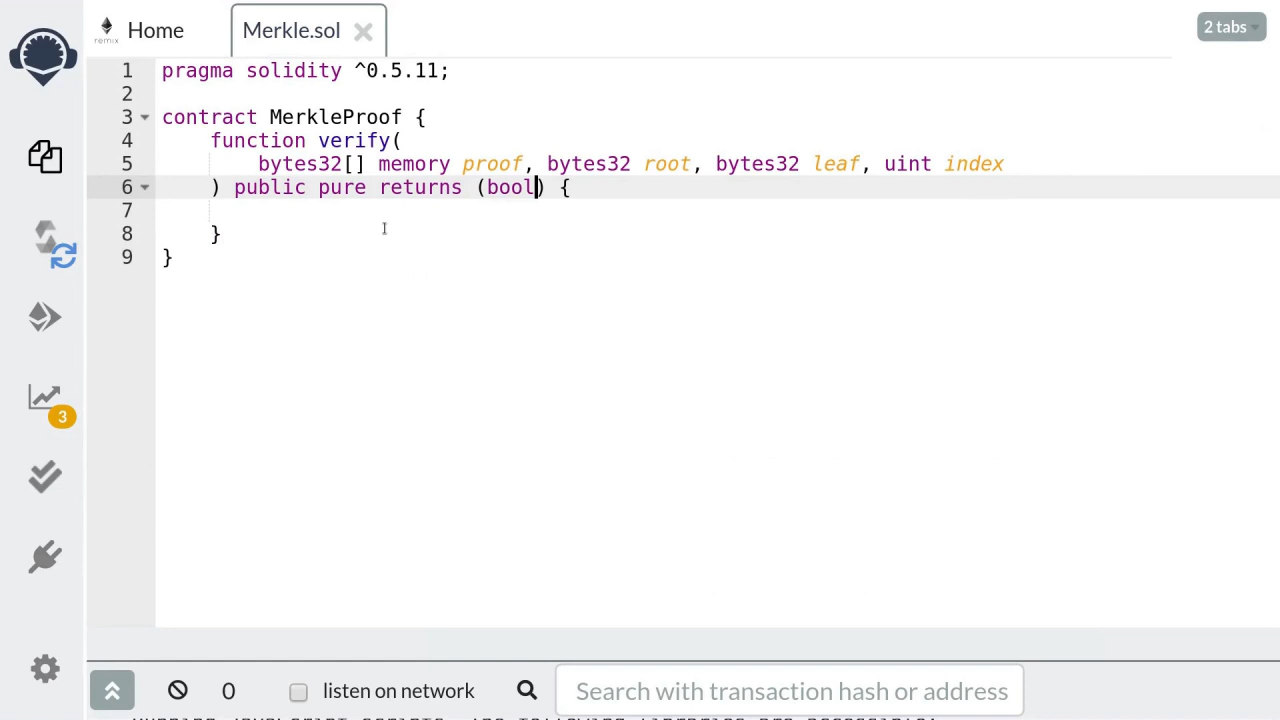 remix Home Merkle.sol 2 tabs
1 pragma solidity ^0.5.11;
2
3 contract MerkleProof {
4 function verify(
5 bytes32[] memory proof, bytes32 root, bytes32 leaf, uint index
6 ) public pure returns (bool) {
7
8 }
9 }
3
0 listen on network Search with transaction hash or address